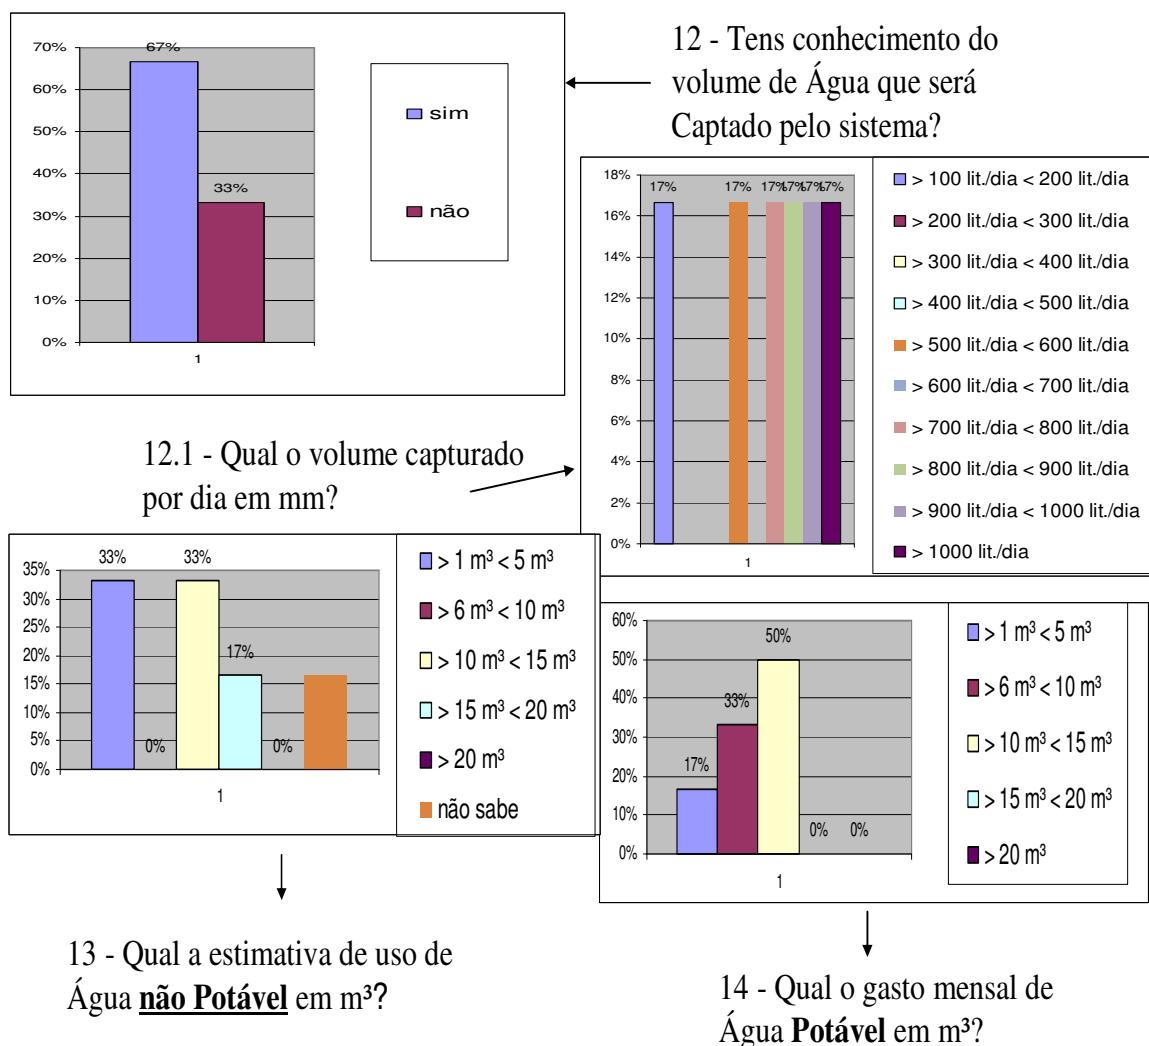 12 - Tens conhecimento do
volume de Água que será
Captado pelo sistema?
70%
60%
50%
40%
30%
20%
10%
0%
67%
33%
1
sim
não
12.1 - Qual o volume capturado
por dia em mm?
18%
16%
14%
12%
10%
8%
6%
4%
2%
0%
17% 17% 17% 17% 17% 17%
1
> 100 lit./dia < 200 lit./dia
> 200 lit./dia < 300 lit./dia
> 300 lit./dia < 400 lit./dia
> 400 lit./dia < 500 lit./dia
> 500 lit./dia < 600 lit./dia
> 600 lit./dia < 700 lit./dia
> 700 lit./dia < 800 lit./dia
> 800 lit./dia < 900 lit./dia
> 900 lit./dia < 1000 lit./dia
> 1000 lit./dia
35%
30%
25%
20%
15%
10%
5%
0%
33% 0% 33% 17% 0%
1
> 1 m³ < 5 m³
> 6 m³ < 10 m³
> 10 m³ < 15 m³
> 15 m³ < 20 m³
> 20 m³
não sabe
13 - Qual a estimativa de uso de
Água não Potável em m³?
60%
50%
40%
30%
20%
10%
0%
17% 33% 50% 0% 0%
1
> 1 m³ < 5 m³
> 6 m³ < 10 m³
> 10 m³ < 15 m³
> 15 m³ < 20 m³
> 20 m³
14 - Qual o gasto mensal de
Água Potável em m³?